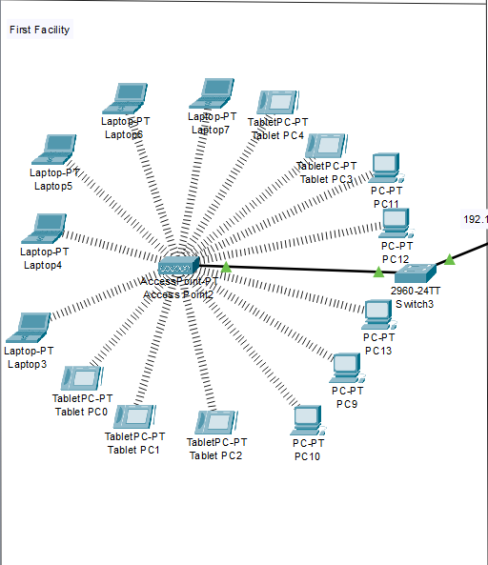 First Facility
Laptop-PT
Laptop6
Laptop-PT
Laptop7
TabletPC-PT
Tablet PC4
Laptop-PT
Laptop5
TabletPC-PT
Tablet PC3
PC-PT
PC11
192.1
Laptop-PT
Laptop4
PC-PT
PC12
AccessPoint-PT
Access Point2
2960-24TT
Switch3
Laptop-PT
Laptop3
PC-PT
PC13
TabletPC-PT
Tablet PC0
PC-PT
PC9
TabletPC-PT
Tablet PC1
TabletPC-PT
Tablet PC2
PC-PT
PC10